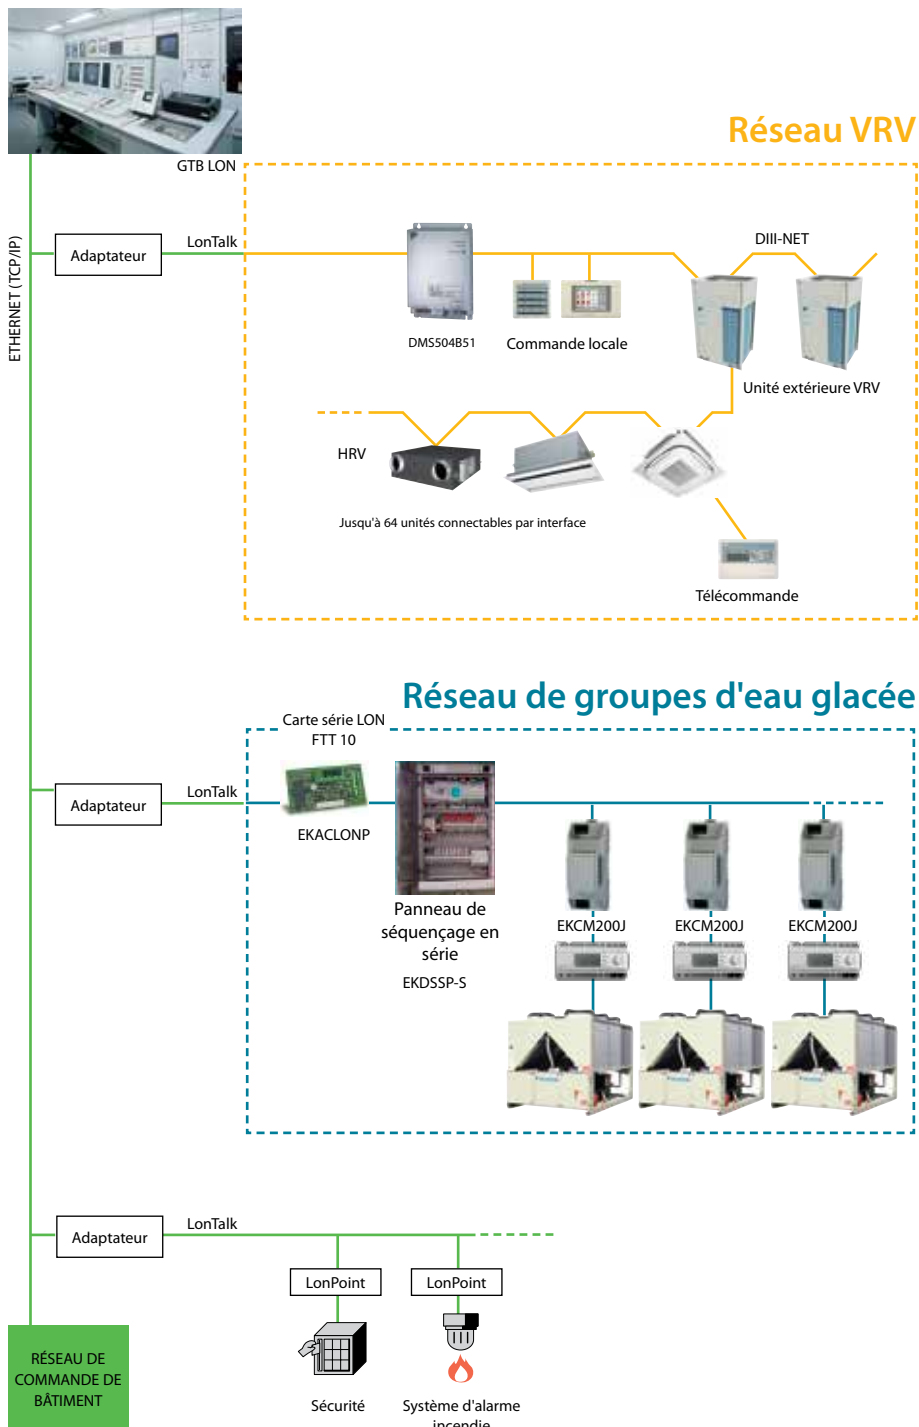 Réseau VRV
GTB LON
ETHERNET (TCP/IP)
Adaptateur
LonTalk
DIII-NET
DMS504B51
Commande locale
Unité extérieure VRV
HRV
Jusqu'à 64 unités connectables par interface
Télécommande
Réseau de groupes d'eau glacée
Carte série LON
FTT 10
Adaptateur
LonTalk
EKACLONP
Panneau de
séquençage en
série
EKDSSP-S
EKCM200J
EKCM200J
EKCM200J
Adaptateur
LonTalk
LonPoint
LonPoint
RÉSEAU DE
COMMANDE DE
BÂTIMENT
Sécurité
Système d'alarme
incendie